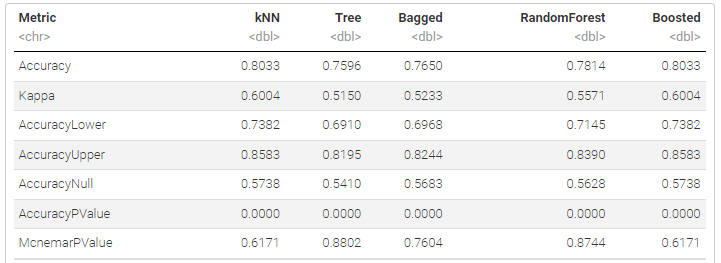 Metric kNN Tree Bagged RandomForest Boosted
<chr> <dbl> <dbl> <dbl> <dbl> <dbl>
Accuracy 0.8033 0.7596 0.7650 0.7814 0.8033
Kappa 0.6004 0.5150 0.5233 0.5571 0.6004
AccuracyLower 0.7382 0.6910 0.6968 0.7145 0.7382
AccuracyUpper 0.8583 0.8195 0.8244 0.8390 0.8583
AccuracyNull 0.5738 0.5410 0.5683 0.5628 0.5738
AccuracyPValue 0.0000 0.0000 0.0000 0.0000 0.0000
McnemarPValue 0.6171 0.8802 0.7604 0.8744 0.6171